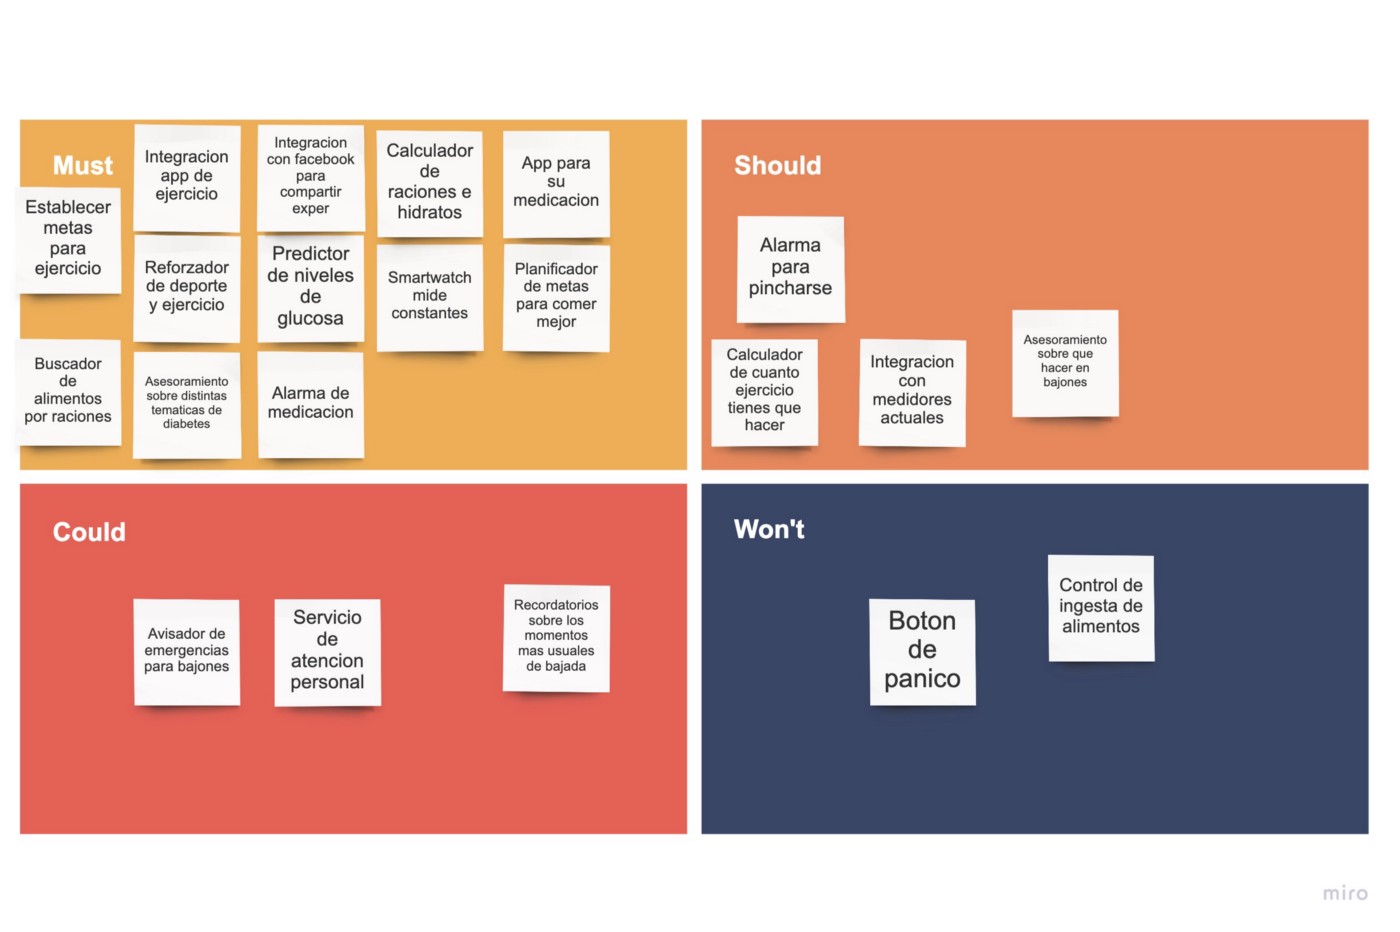 Must
Establecer
metas
para
ejercicio
Integracion
app de
ejercicio
Integracion
con facebook
para
compartir
exper
Calculador
de
raciones e
hidratos
App para
su
medicacion
Reforzador
de deporte
y ejercicio
Predictor
de niveles
de
glucosa
Smartwatch
mide
constantes
Planificador
de metas
para comer
mejor
Buscador
de
alimentos
por raciones
Asesoramiento
sobre distintas
tematicas de
diabetes
Alarma de
medicacion
Should
Alarma
para
pincharse
Calculador
de cuanto
ejercicio
tienes que
hacer
Integracion
con
medidores
actuales
Asesoramiento
sobre que
hacer en
bajones
Could
Avisador de
emergencias
para bajones
Servicio
de
atencion
personal
Recordatorios
sobre los
momentos
mas usuales
de bajada
Won't
Boton
de
panico
Control de
ingesta de
alimentos
miro